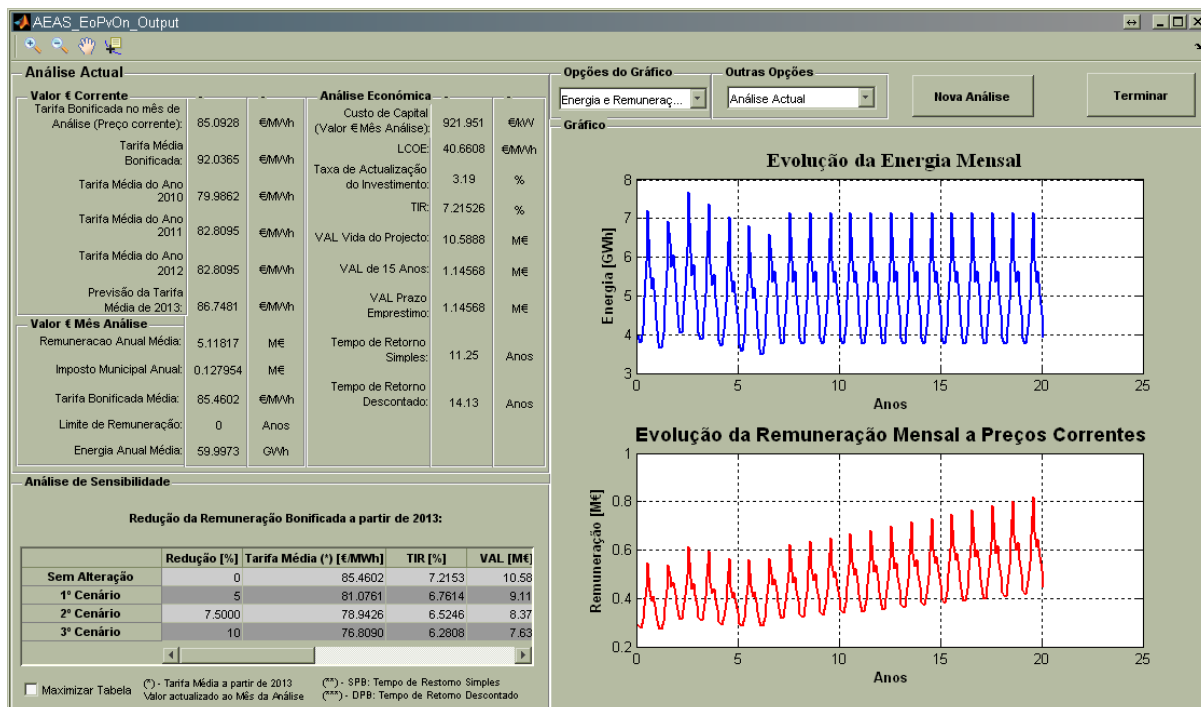 AEAS_EoPvOn_Output
Análise Actual
Valor € Corrente - -
Tarifa Bonificada no mês de
Análise (Preço corrente): 85.0928 €/MWh
Tarifa Média
Bonificada: 92.0365 €/MWh
Tarifa Média do Ano
2010 79.9862 €/MWh
Tarifa Média do Ano
2011 82.8095 €/MWh
Tarifa Média do Ano
2012 82.8095 €/MWh
Previsão da Tarifa
Média de 2013: 86.7481 €/MWh
Valor € Mês Análise
Remuneracao Anual Média: 5.11817 M€
Imposto Municipal Anual: 0.127954 M€
Tarifa Bonificada Média: 85.4602 €/MWh
Limite de Remuneração: 0 Anos
Energia Anual Média: 59.9973 GWh
Análise Económica - -
Custo de Capital
(Valor €Mês Análise): 921.951 €/kW
LCOE: 40.6608 €/MWh
Taxa de Actualização
do Investimento: 3.19 %
TIR: 7.21526 %
VAL Vida do Projecto: 10.5888 M€
VAL de 15 Anos: 1.14568 M€
VAL Prazo
Emprestimo: 1.14568 M€
Tempo de Retorno
Simples: 11.25 Anos
Tempo de Retorno
Descontado: 14.13 Anos
Opções do Gráfico
Energia e Remuneraç...
Outras Opções
Análise Actual
Nova Análise
Terminar
Gráfico
Evolução da Energia Mensal
Energia [GWh]
8
7
6
5
4
3
0 5 10 15 20 25
Anos
Evolução da Remuneração Mensal a Preços Correntes
Remuneração [M€]
1
0.8
0.6
0.4
0.2
0 5 10 15 20 25
Anos
Análise de Sensibilidade
Redução da Remuneração Bonificada a partir de 2013:
Redução [%] Tarifa Média (*) [€/MWh] TIR [%] VAL [M€]
Sem Alteração 0 85.4602 7.2153 10.58
1º Cenário 5 81.0761 6.7614 9.11
2º Cenário 7.5000 78.9426 6.5246 8.37
3º Cenário 10 76.8090 6.2808 7.63
Maximizar Tabela
(*) - Tarifa Média a partir de 2013
Valor actualizado ao Mês da Análise
(**) - SPB: Tempo de Restorno Simples
(***) - DPB: Tempo de Retorno Descontado